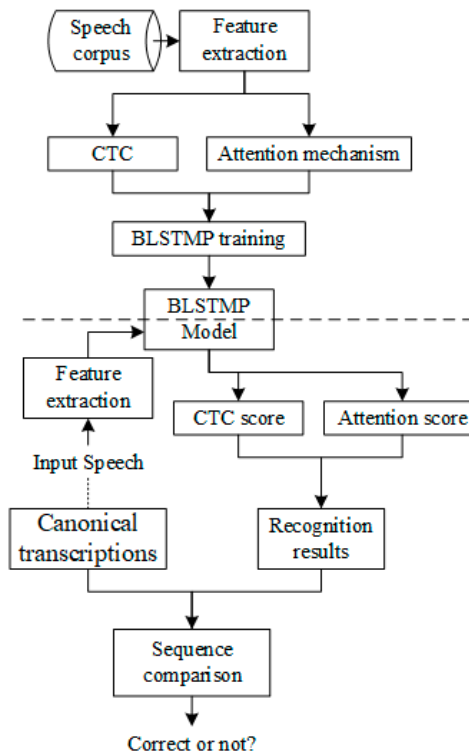 Speech
corpus
Feature
extraction
CTC
Attention mechanism
BLSTMP training
BLSTMP
Model
Feature
extraction
CTC score
Attention score
Input Speech
Canonical
transcriptions
Recognition
results
Sequence
comparison
Correct or not?